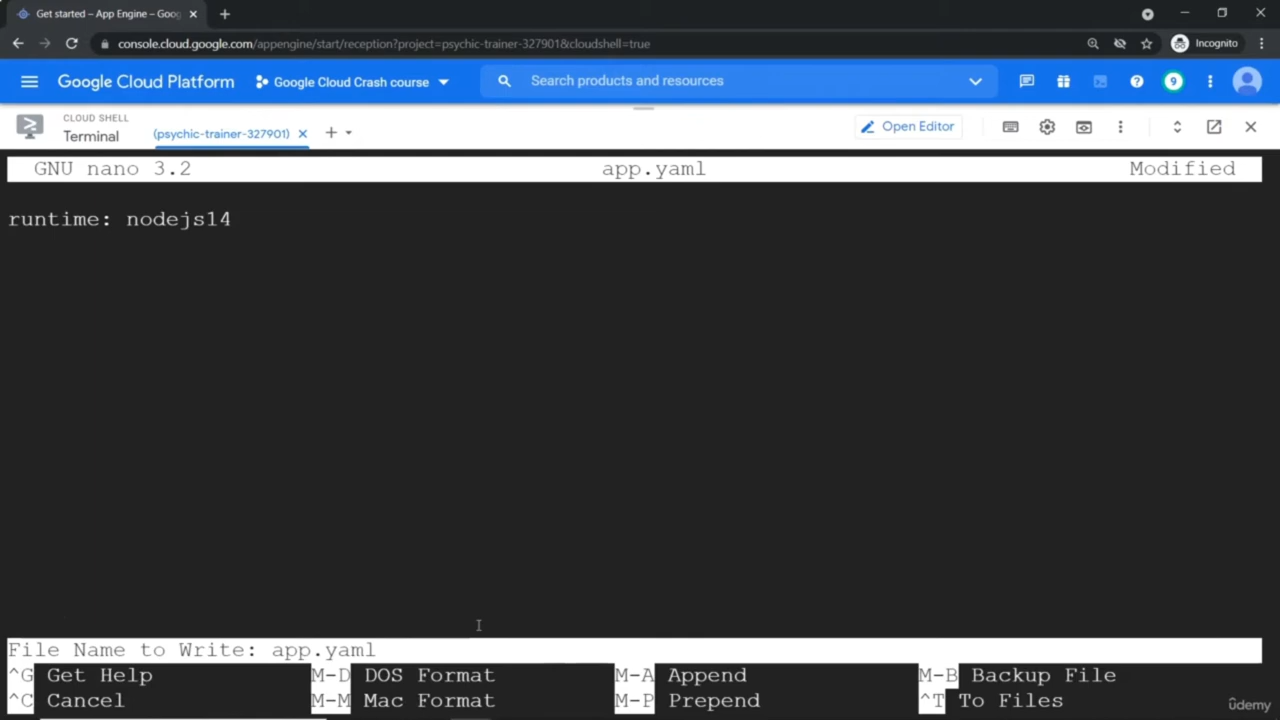 Get started – App Engine – Goog
console.cloud.google.com/appengine/start/reception?project=psychic-trainer-327901&cloudshell=true
Incognito
Google Cloud Platform
Google Cloud Crash course
Search products and resources
9
CLOUD SHELL
Terminal
(psychic-trainer-327901)
Open Editor
GNU nano 3.2 app.yaml Modified
runtime: nodejs14
File Name to Write: app.yaml
^G Get Help M-D DOS Format M-A Append M-B Backup File
^C Cancel M-M Mac Format M-P Prepend ^T To Files
ûdemy